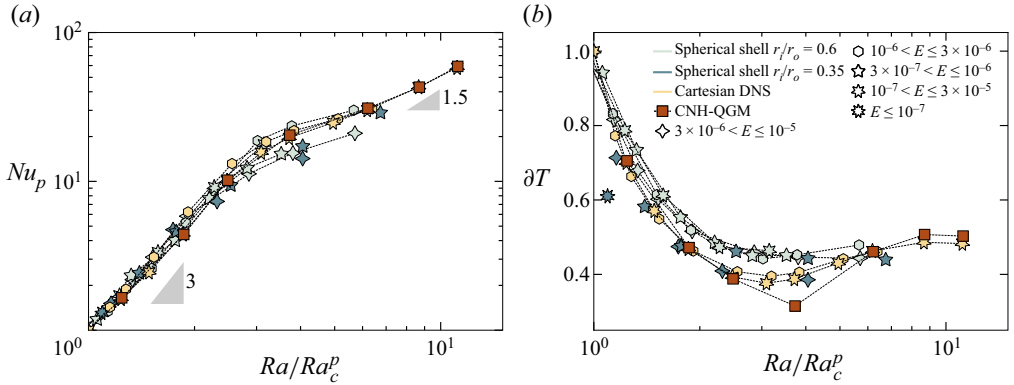 (a)
10²
Nu_p
10¹
1.5
3
10⁰
10¹
Ra/Ra_c^p
(b)
1.0
0.8
∂T
0.6
0.4
Spherical shell r_i/r_o = 0.6
Spherical shell r_i/r_o = 0.35
Cartesian DNS
CNH-QGM
3 × 10⁻⁶ < E ≤ 10⁻⁵
10⁻⁶ < E ≤ 3 × 10⁻⁶
3 × 10⁻⁷ < E ≤ 10⁻⁶
10⁻⁷ < E ≤ 3 × 10⁻⁵
E ≤ 10⁻⁷
10⁰
10¹
Ra/Ra_c^p